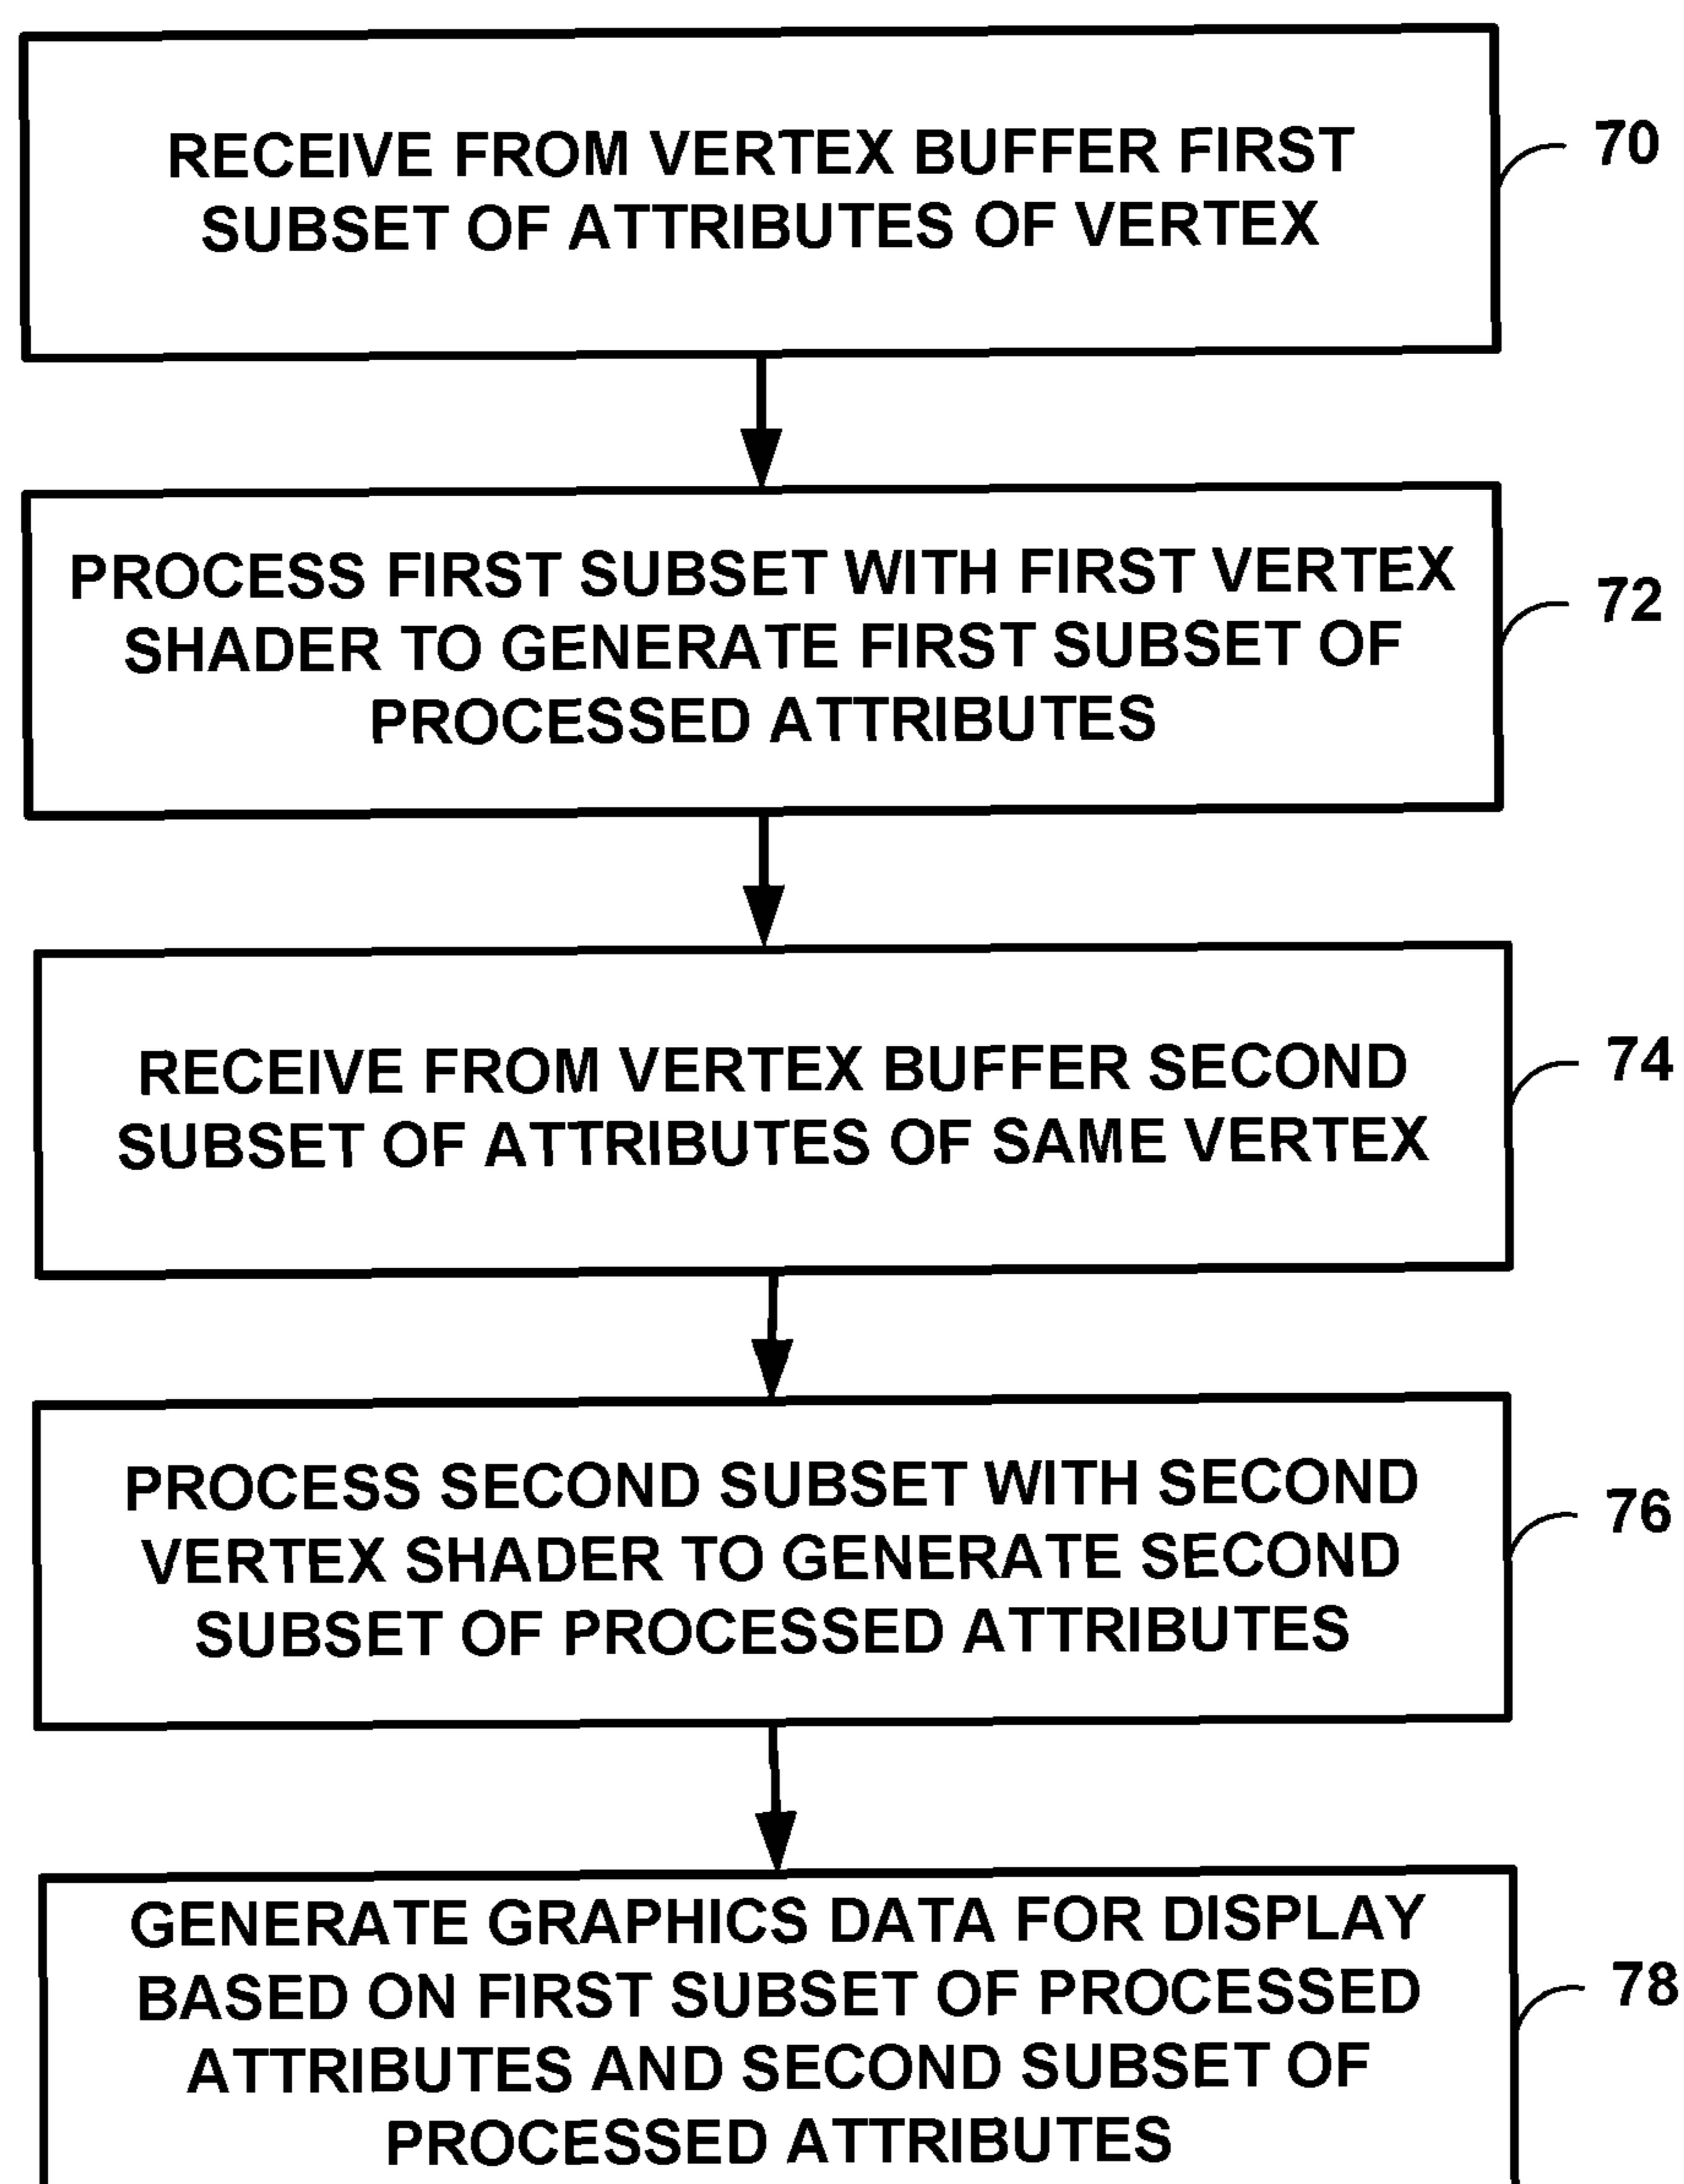 RECEIVE FROM VERTEX BUFFER FIRST
SUBSET OF ATTRIBUTES OF VERTEX
70
PROCESS FIRST SUBSET WITH FIRST VERTEX
SHADER TO GENERATE FIRST SUBSET OF
PROCESSED ATTRIBUTES
72
RECEIVE FROM VERTEX BUFFER SECOND
SUBSET OF ATTRIBUTES OF SAME VERTEX
74
PROCESS SECOND SUBSET WITH SECOND
VERTEX SHADER TO GENERATE SECOND
SUBSET OF PROCESSED ATTRIBUTES
76
GENERATE GRAPHICS DATA FOR DISPLAY
BASED ON FIRST SUBSET OF PROCESSED
ATTRIBUTES AND SECOND SUBSET OF
PROCESSED ATTRIBUTES
78